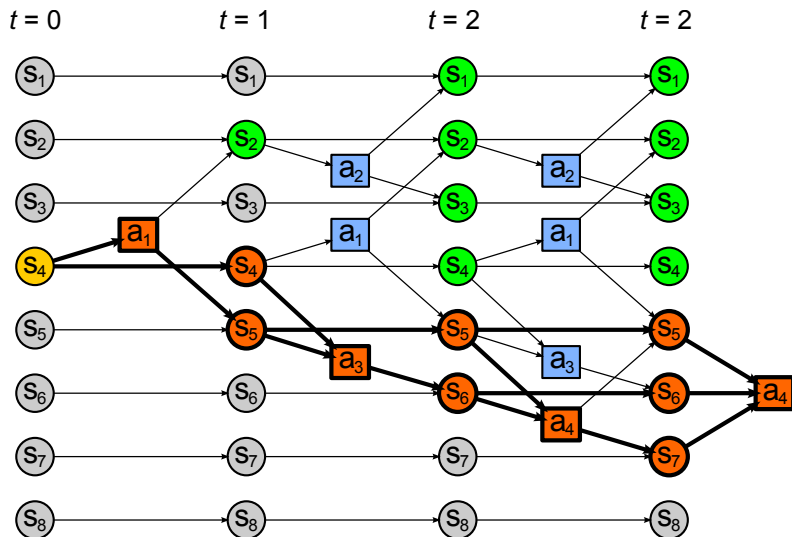 t = 0 t = 1 t = 2 t = 2
s1 s1 s1 s1
s2 s2 s2 s2
a2 a2
s3 s3 s3 s3
a1 a1 a1
s4 s4 s4 s4
s5 s5 s5 s5
a3 a3
s6 s6 s6 s6 a4
a4
s7 s7 s7 s7
s8 s8 s8 s8